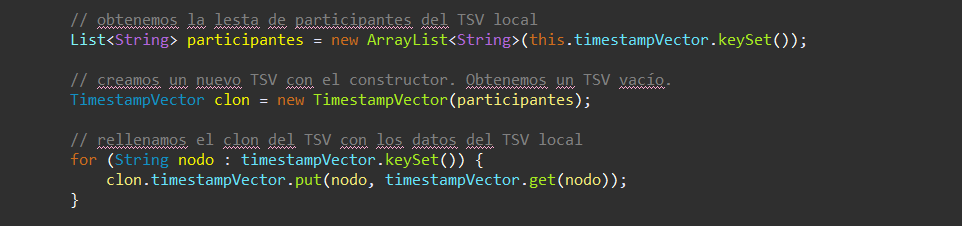 // obtenemos la lesta de participantes del TSV local
List<String> participantes = new ArrayList<String>(this.timestampVector.keySet());
// creamos un nuevo TSV con el constructor. Obtenemos un TSV vacío.
TimestampVector clon = new TimestampVector(participantes);
// rellenamos el clon del TSV con los datos del TSV local
for (String nodo : timestampVector.keySet()) {
clon.timestampVector.put(nodo, timestampVector.get(nodo));
}